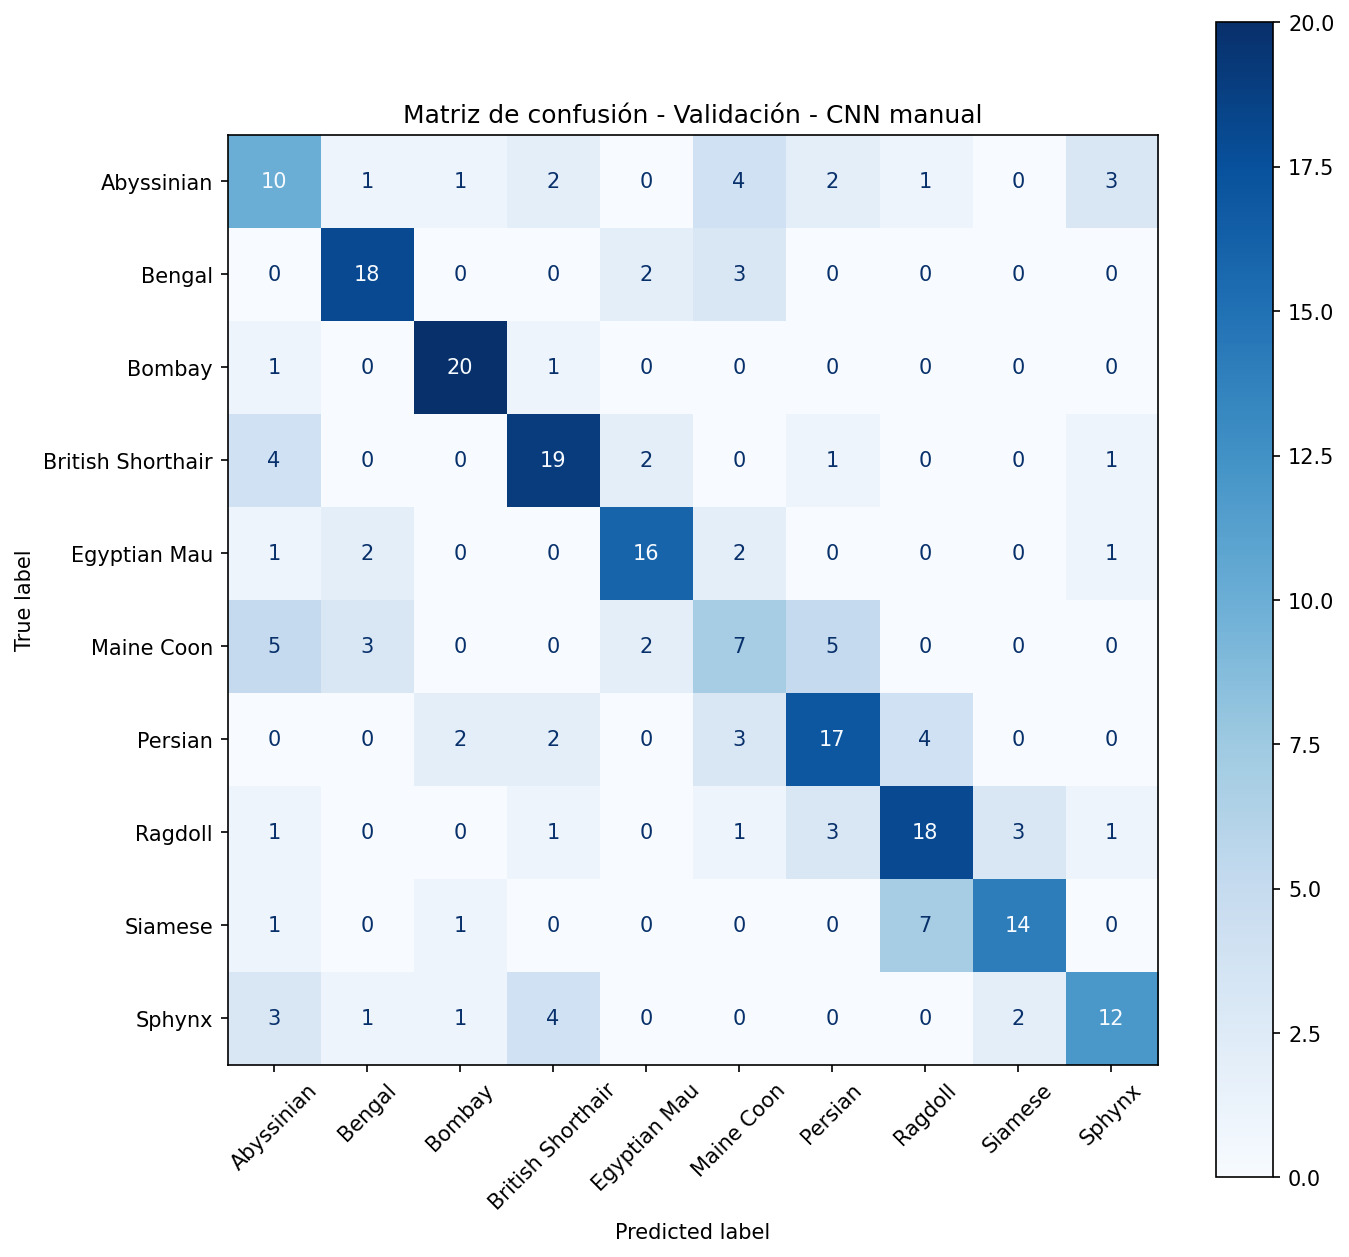 Matriz de confusión - Validación - CNN manual
Abyssinian 10 1 1 2 0 4 2 1 0 3
Bengal 0 18 0 0 2 3 0 0 0 0
Bombay 1 0 20 1 0 0 0 0 0 0
British Shorthair 4 0 0 19 2 0 1 0 0 1
Egyptian Mau 1 2 0 0 16 2 0 0 0 1
Maine Coon 5 3 0 0 2 7 5 0 0 0
Persian 0 0 2 2 0 3 17 4 0 0
Ragdoll 1 0 0 1 0 1 3 18 3 1
Siamese 1 0 1 0 0 0 0 7 14 0
Sphynx 3 1 1 4 0 0 0 0 2 12
True label
Abyssinian Bengal Bombay British Shorthair Egyptian Mau Maine Coon Persian Ragdoll Siamese Sphynx
Predicted label
20.0
17.5
15.0
12.5
10.0
7.5
5.0
2.5
0.0